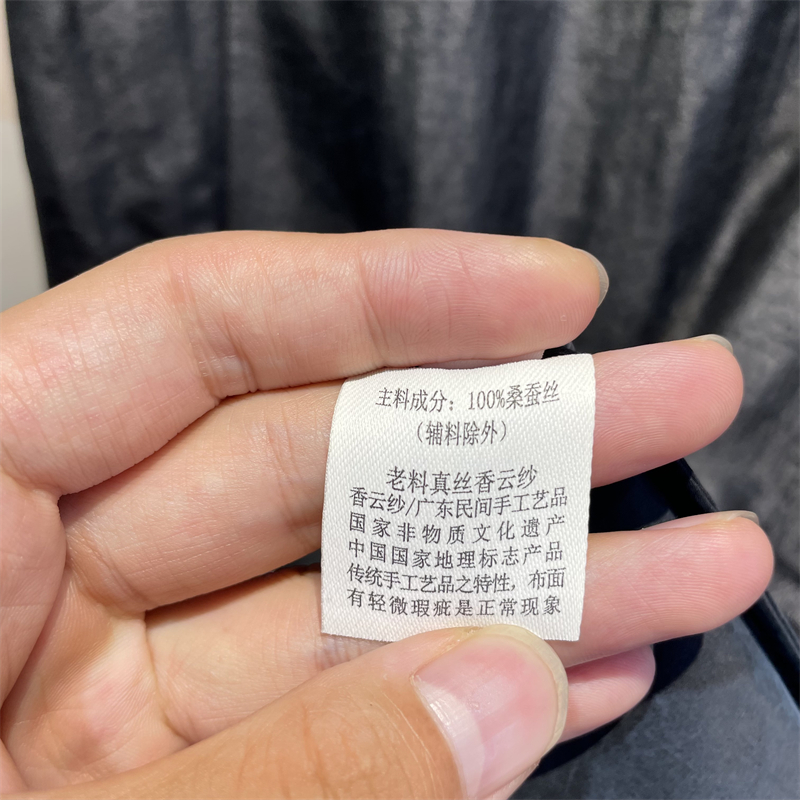 主料成分：100%桑蚕丝
（辅料除外）
老料真丝香云纱
香云纱/广东民间手工艺品
国家非物质文化遗产
中国国家地理标志产品
传统手工艺品之特性，布面
有轻微瑕疵是正常现象